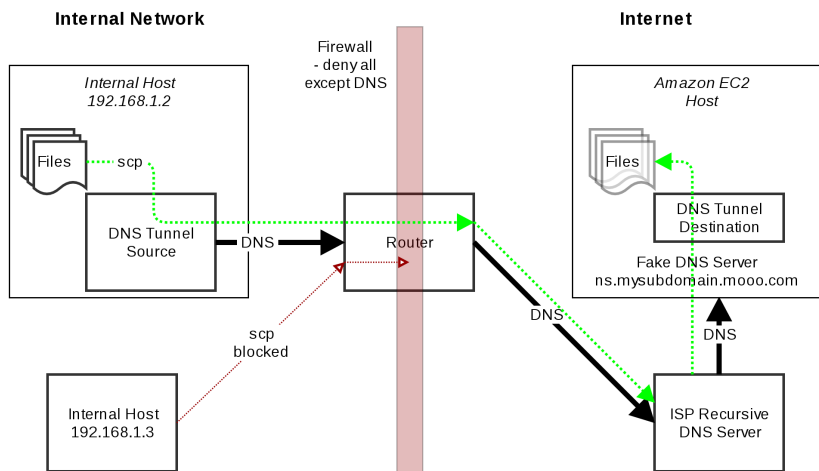 Internal Network
Internet
Firewall
- deny all
except DNS
Internal Host
192.168.1.2
Amazon EC2
Host
Files
scp
Files
DNS Tunnel
Source
DNS
Router
DNS Tunnel
Destination
Fake DNS Server
ns.mysubdomain.mooo.com
DNS
DNS
scp
blocked
Internal Host
192.168.1.3
ISP Recursive
DNS Server